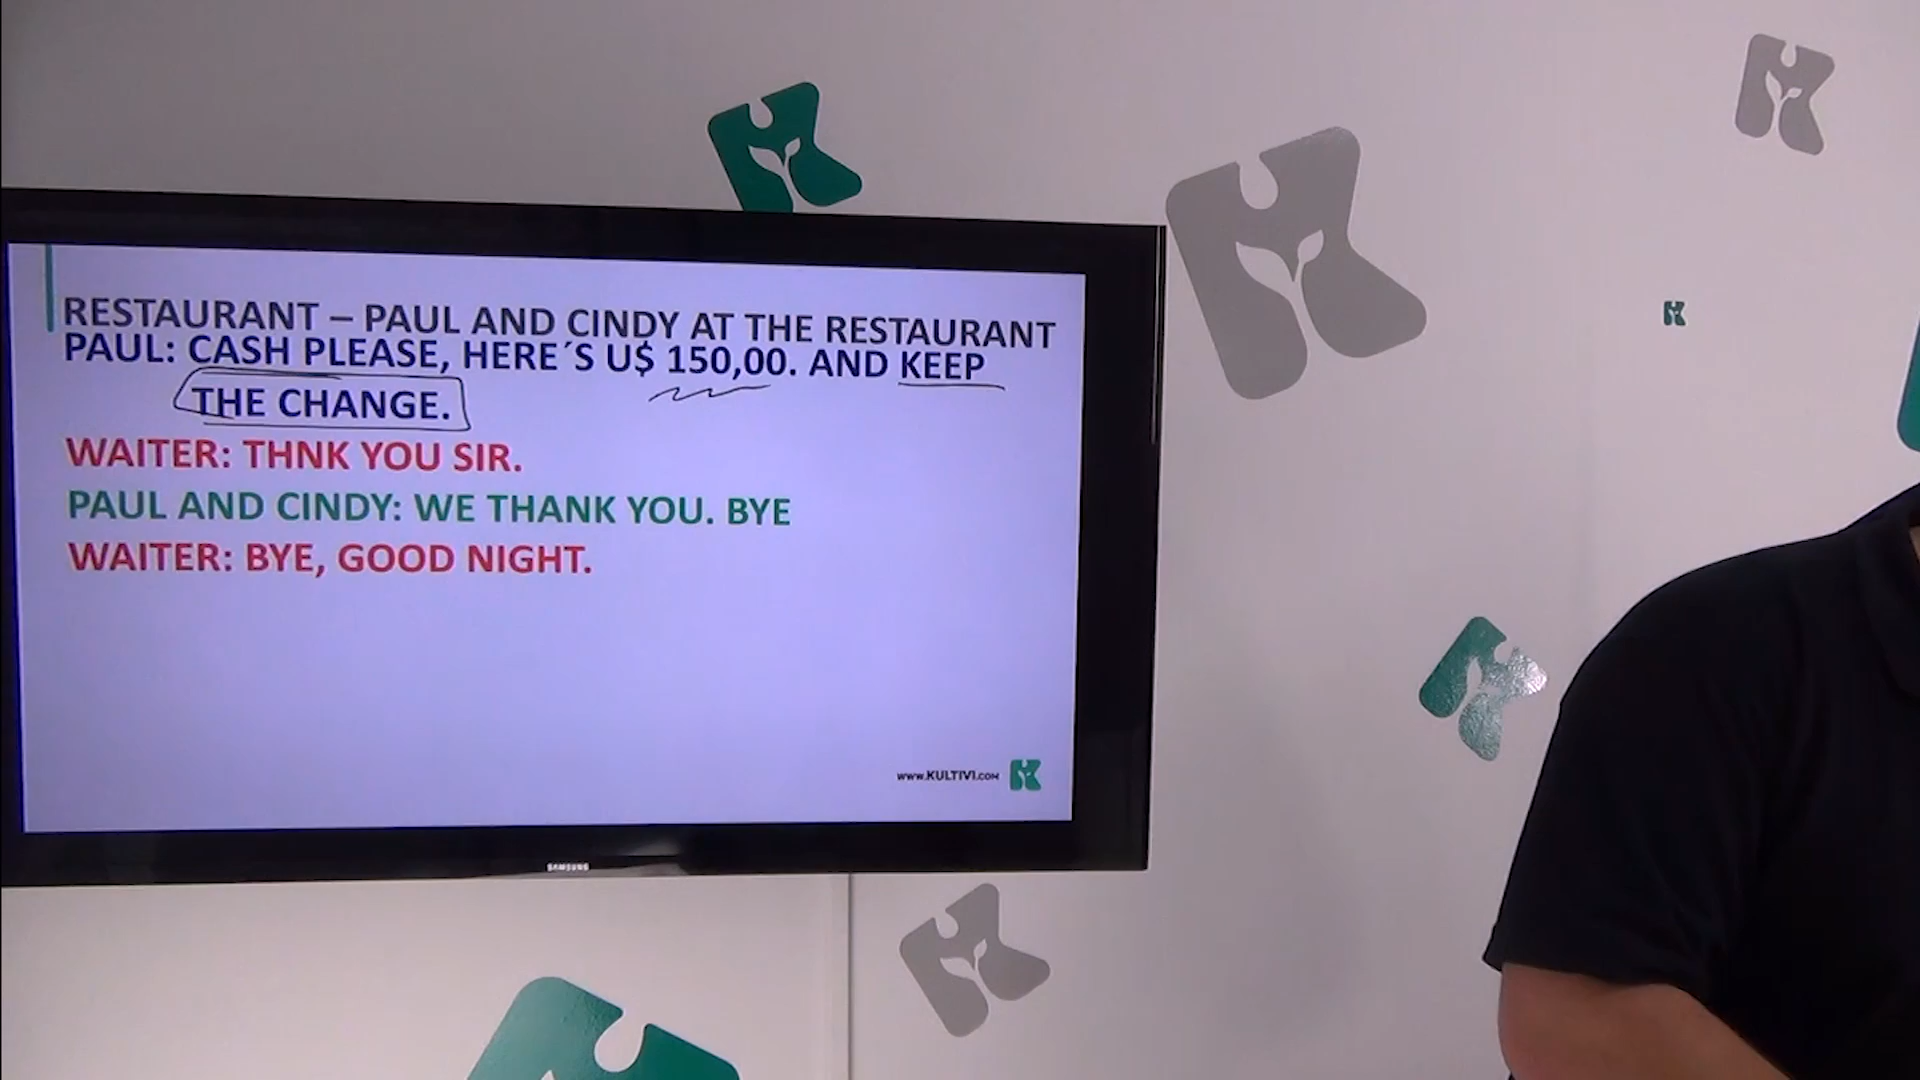 RESTAURANT – PAUL AND CINDY AT THE RESTAURANT
PAUL: CASH PLEASE, HERE´S U$ 150,00. AND KEEP
THE CHANGE.
WAITER: THNK YOU SIR.
PAUL AND CINDY: WE THANK YOU. BYE
WAITER: BYE, GOOD NIGHT.
WWW.KULTIVI.COM
SAMSUNG